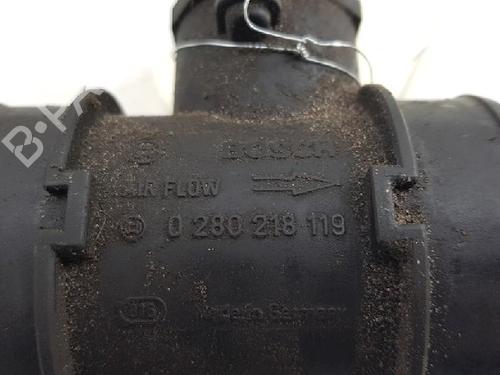 BOSCH
AIR FLOW
0 280 218 119
Made in Germany